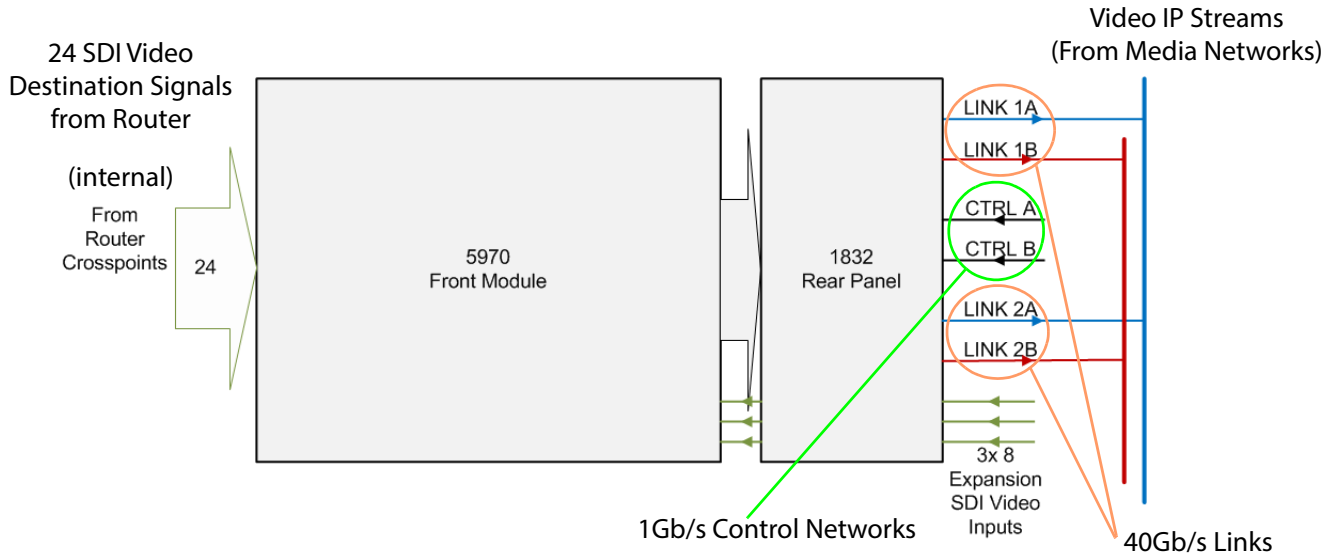 24 SDI Video
Destination Signals
from Router
(internal)
From
Router
Crosspoints
24
5970
Front Module
1832
Rear Panel
Video IP Streams
(From Media Networks)
LINK 1A
LINK 1B
CTRL A
CTRL B
LINK 2A
LINK 2B
3x 8
Expansion
SDI Video
Inputs
1Gb/s Control Networks
40Gb/s Links